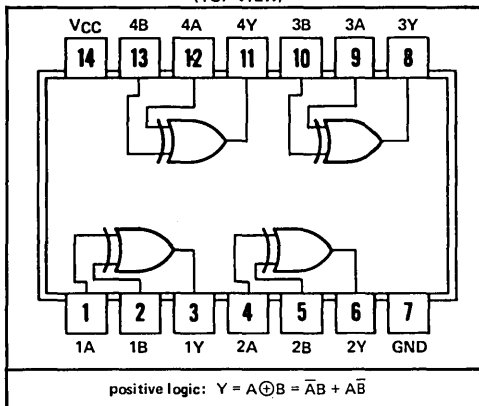 (TOP VIEW)
VCC 4B 4A 4Y 3B 3A 3Y
14 13 12 11 10 9 8
1 2 3 4 5 6 7
1A 1B 1Y 2A 2B 2Y GND
positive logic: Y = A⊕B = A̅B + AB̅